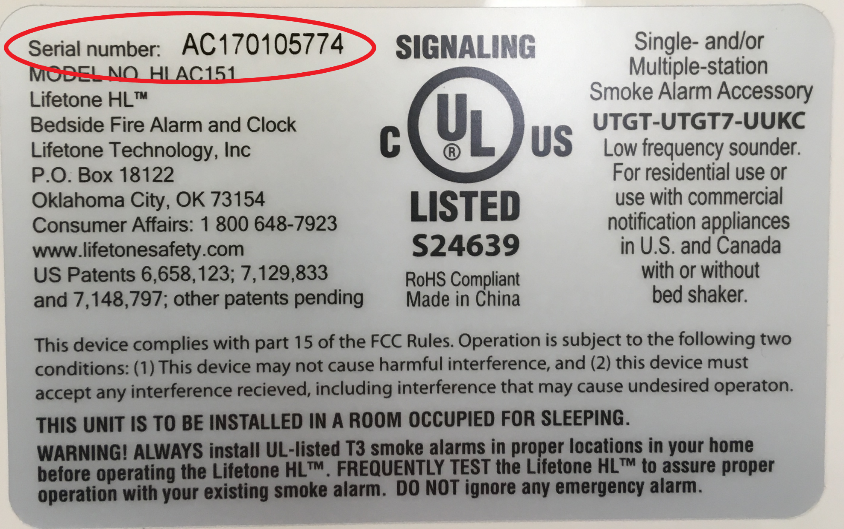 Serial number: AC170105774
MODEL NO. HLAC151
Lifetone HL™
Bedside Fire Alarm and Clock
Lifetone Technology, Inc
P.O. Box 18122
Oklahoma City, OK 73154
Consumer Affairs: 1 800 648-7923
www.lifetonesafety.com
US Patents 6,658,123; 7,129,833
and 7,148,797; other patents pending
SIGNALING
C UL® US
LISTED
S24639
RoHS Compliant
Made in China
Single- and/or
Multiple-station
Smoke Alarm Accessory
UTGT-UTGT7-UUKC
Low frequency sounder.
For residential use or
use with commercial
notification appliances
in U.S. and Canada
with or without
bed shaker.
This device complies with part 15 of the FCC Rules. Operation is subject to the following two
conditions: (1) This device may not cause harmful interference, and (2) this device must
accept any interference recieved, including interference that may cause undesired operaton.
THIS UNIT IS TO BE INSTALLED IN A ROOM OCCUPIED FOR SLEEPING.
WARNING! ALWAYS install UL-listed T3 smoke alarms in proper locations in your home
before operating the Lifetone HL™. FREQUENTLY TEST the Lifetone HL™ to assure proper
operation with your existing smoke alarm. DO NOT ignore any emergency alarm.